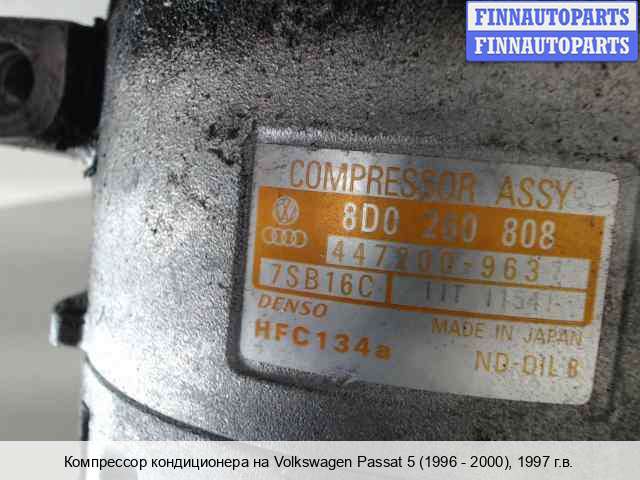 FINNAUTOPARTS
FINNAUTOPARTS
COMPRESSOR ASSY
8D0 260 808
447200-963
7SB16C
DENSO
HFC134a
MADE IN JAPAN
ND-OIL 8
Компрессор кондиционера на Volkswagen Passat 5 (1996 - 2000), 1997 г.в.